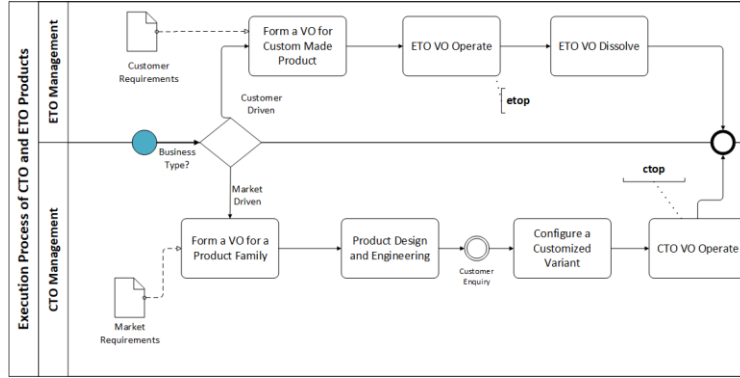 Execution Process of CTO and ETO Products
ETO Management
Customer
Requirements
Form a VO for
Custom Made
Product
ETO VO Operate
ETO VO Dissolve
etop
Customer
Driven
Business
Type?
Market
Driven
CTO Management
Market
Requirements
Form a VO for a
Product Family
Product Design
and Engineering
Customer
Enquiry
Configure a
Customized
Variant
ctop
CTO VO Operate